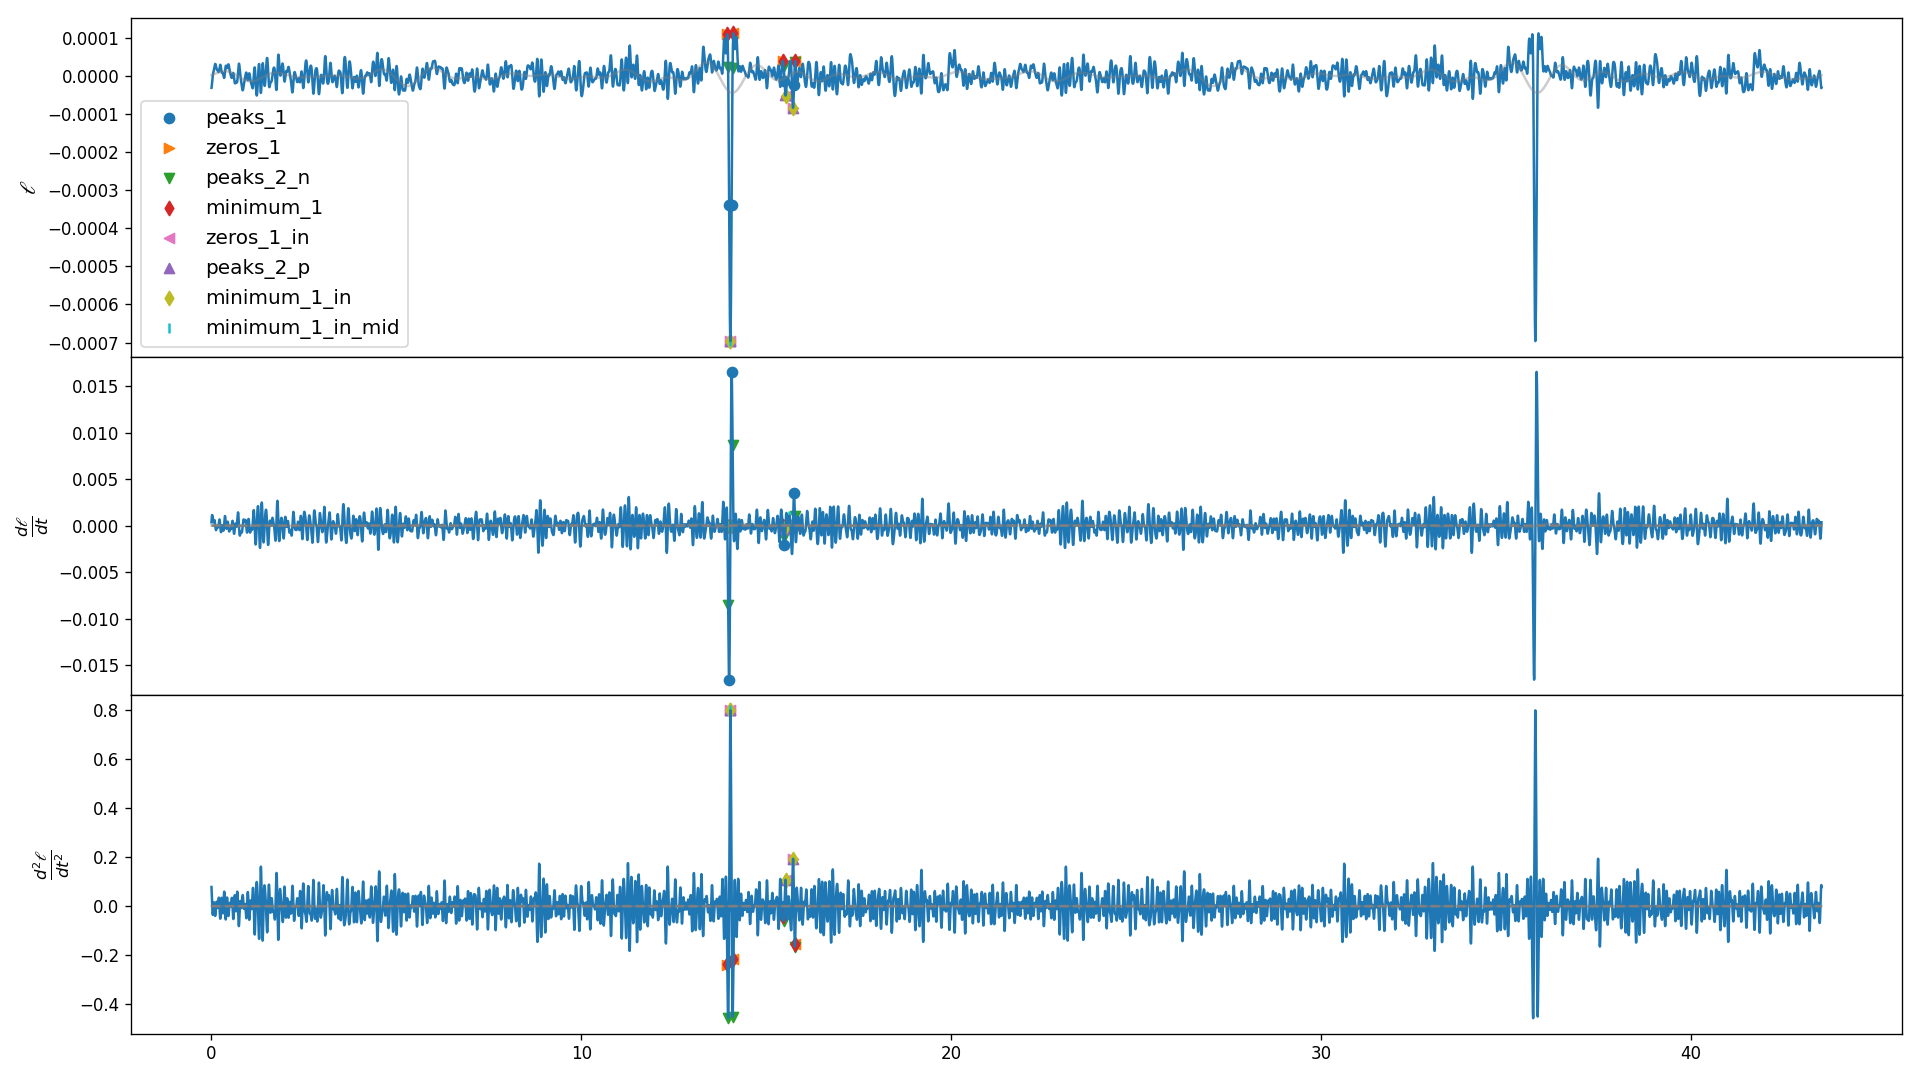 0.0001
0.0000
−0.0001
−0.0002
−0.0003
−0.0004
−0.0005
−0.0006
−0.0007
ℓ
peaks_1
zeros_1
peaks_2_n
minimum_1
zeros_1_in
peaks_2_p
minimum_1_in
minimum_1_in_mid
0.015
0.010
0.005
0.000
−0.005
−0.010
−0.015
dℓ
dt
0.8
0.6
0.4
0.2
0.0
−0.2
−0.4
d²ℓ
dt²
0 10 20 30 40